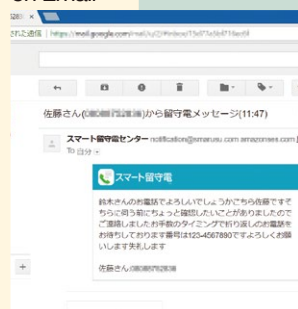 された送信
https://mail.google.com/mail/u/
佐藤さん( )から留守電メッセージ(11:47)
スマート留守電センター notification@smarusu.com amazonses.com
To 自分
スマート留守電
鈴木さんのお電話でよろしいでしょうかこちら佐藤ですそ
ちらに伺う前にちょっと確認したいことがありましたので
ご連絡しましたお手数のタイミングで折り返しのお電話を
お待ちしております番号は123-4567890ですよろしくお願
いします失礼します
佐藤さん